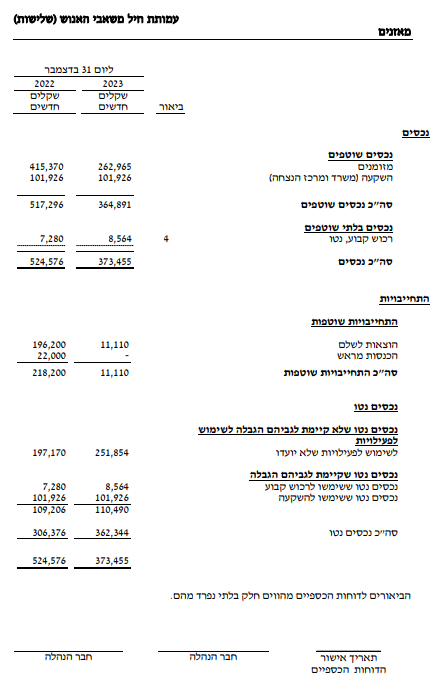 עמותת חיל משאבי האנוש (שלישות)
מאזנים
ליום 31 בדצמבר
2023 2022
ביאור שקלים חדשים שקלים חדשים
נכסים
נכסים שוטפים
מזומנים 262,965 415,370
השקעה (משרד ומרכז הנצחה) 101,926 101,926
סה״כ נכסים שוטפים 364,891 517,296
נכסים בלתי שוטפים
רכוש קבוע, נטו 4 8,564 7,280
סה״כ נכסים 373,455 524,576
התחייבויות
התחייבויות שוטפות
הוצאות לשלם 11,110 196,200
הכנסות מראש - 22,000
סה״כ התחייבויות שוטפות 11,110 218,200
נכסים נטו
נכסים נטו שלא קיימת לגביהם הגבלה לשימוש
לפעילויות
לשימוש לפעילויות שלא יועדו 251,854 197,170
נכסים נטו שקיימת לגביהם הגבלה
נכסים נטו ששימשו לרכוש קבוע 8,564 7,280
נכסים נטו ששימשו להשקעה 101,926 101,926
110,490 109,206
סה״כ נכסים נטו 362,344 306,376
373,455 524,576
הביאורים לדוחות הכספיים מהווים חלק בלתי נפרד מהם.
תאריך אישור חבר הנהלה חבר הנהלה
הדוחות הכספיים